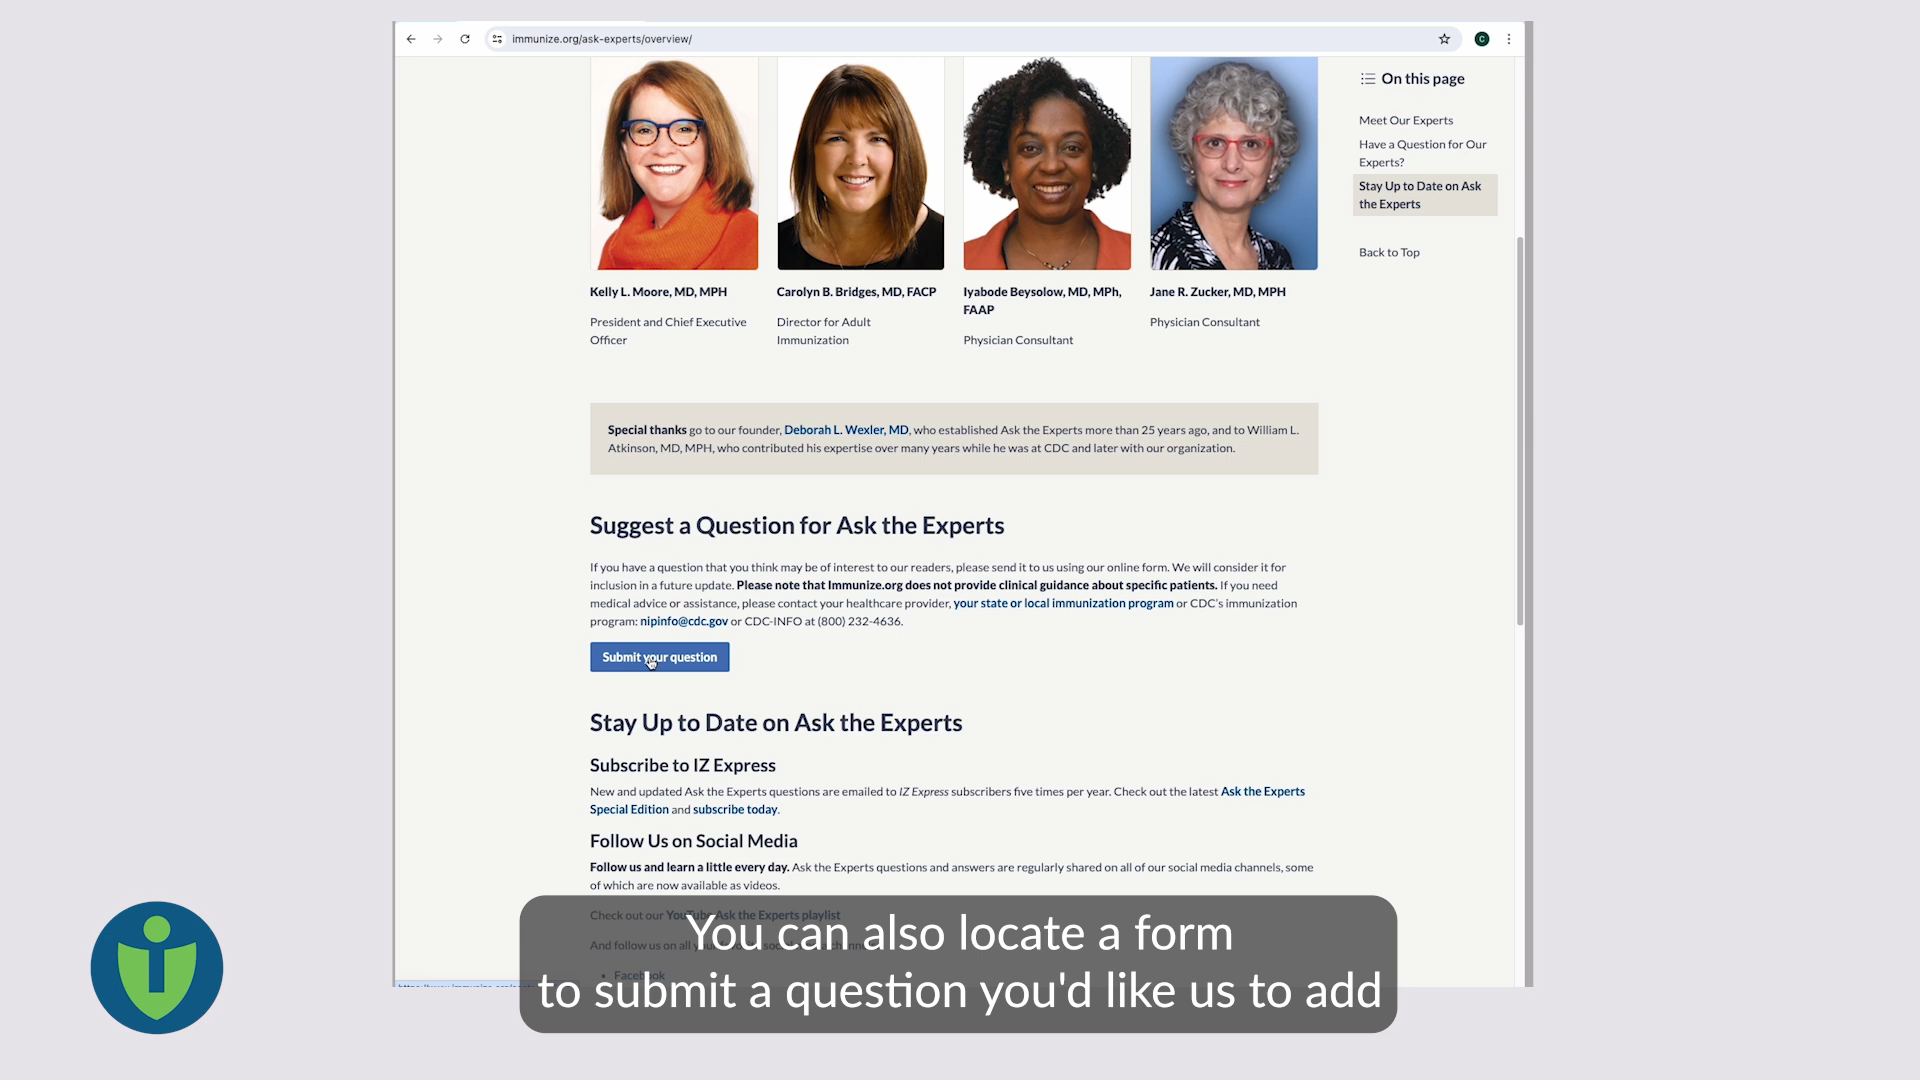 immunize.org/ask-experts/overview/
C
Kelly L. Moore, MD, MPH
President and Chief Executive
Officer
Carolyn B. Bridges, MD, FACP
Director for Adult
Immunization
Iyabode Beysolow, MD, MPh,
FAAP
Physician Consultant
Jane R. Zucker, MD, MPH
Physician Consultant
On this page
Meet Our Experts
Have a Question for Our
Experts?
Stay Up to Date on Ask
the Experts
Back to Top
Special thanks go to our founder, Deborah L. Wexler, MD, who established Ask the Experts more than 25 years ago, and to William L.
Atkinson, MD, MPH, who contributed his expertise over many years while he was at CDC and later with our organization.
Suggest a Question for Ask the Experts
If you have a question that you think may be of interest to our readers, please send it to us using our online form. We will consider it for
inclusion in a future update. Please note that Immunize.org does not provide clinical guidance about specific patients. If you need
medical advice or assistance, please contact your healthcare provider, your state or local immunization program or CDC's immunization
program: nipinfo@cdc.gov or CDC-INFO at (800) 232-4636.
Submit your question
Stay Up to Date on Ask the Experts
Subscribe to IZ Express
New and updated Ask the Experts questions are emailed to IZ Express subscribers five times per year. Check out the latest Ask the Experts
Special Edition and subscribe today.
Follow Us on Social Media
Follow us and learn a little every day. Ask the Experts questions and answers are regularly shared on all of our social media channels, some
of which are now available as videos.
Check out our YouTube Ask the Experts playlist
And follow us on all
Facebook
You can also locate a form
to submit a question you'd like us to add